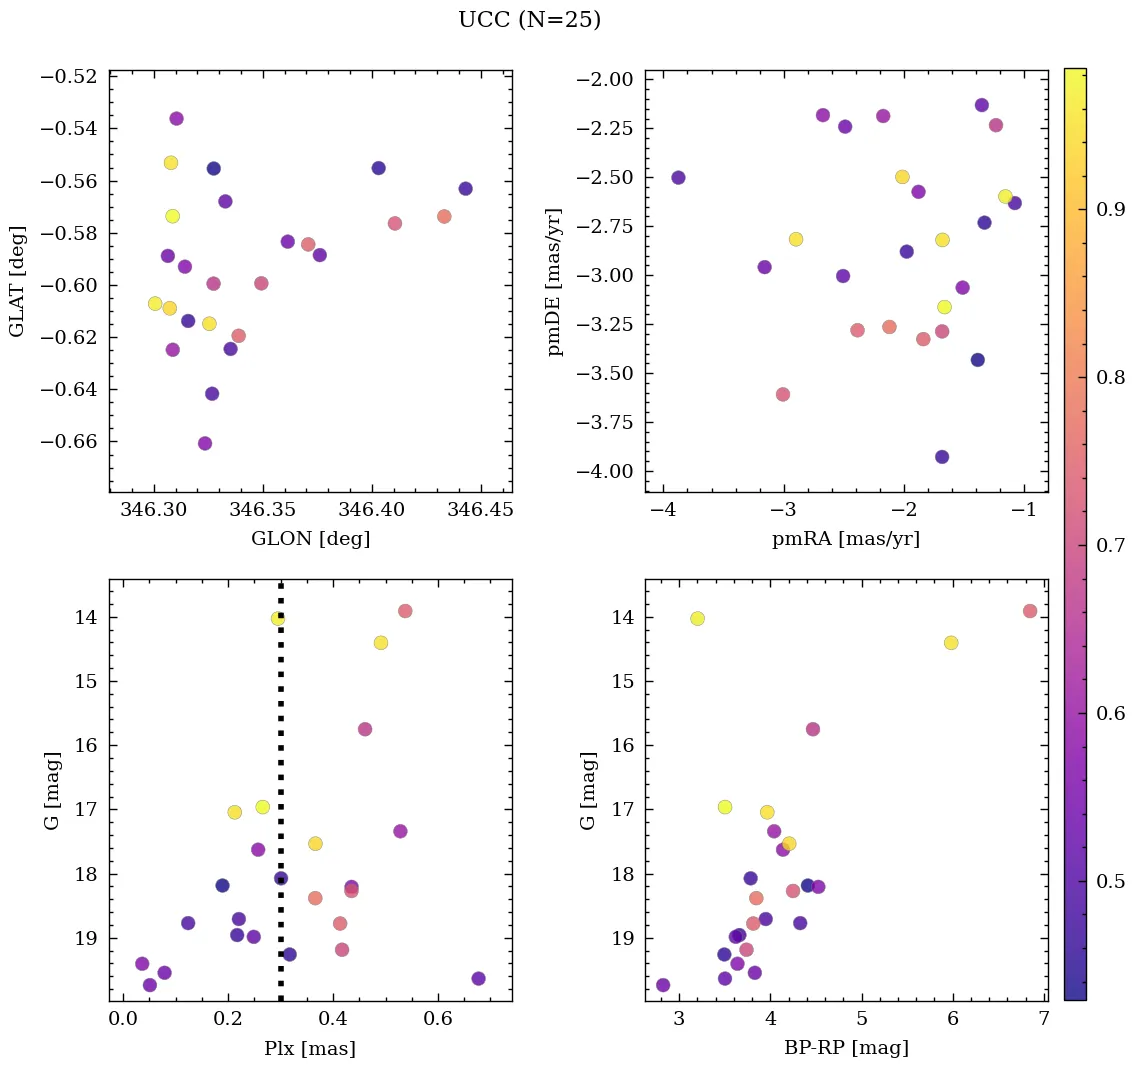 UCC (N=25)
−0.52
−0.54
−0.56
−0.58
−0.60
−0.62
−0.64
−0.66
GLAT [deg]
346.30 346.35 346.40 346.45
GLON [deg]
−2.00
−2.25
−2.50
−2.75
−3.00
−3.25
−3.50
−3.75
−4.00
pmDE [mas/yr]
−4 −3 −2 −1
pmRA [mas/yr]
14
15
16
17
18
19
G [mag]
0.0 0.2 0.4 0.6
Plx [mas]
14
15
16
17
18
19
G [mag]
3 4 5 6 7
BP-RP [mag]
0.9
0.8
0.7
0.6
0.5